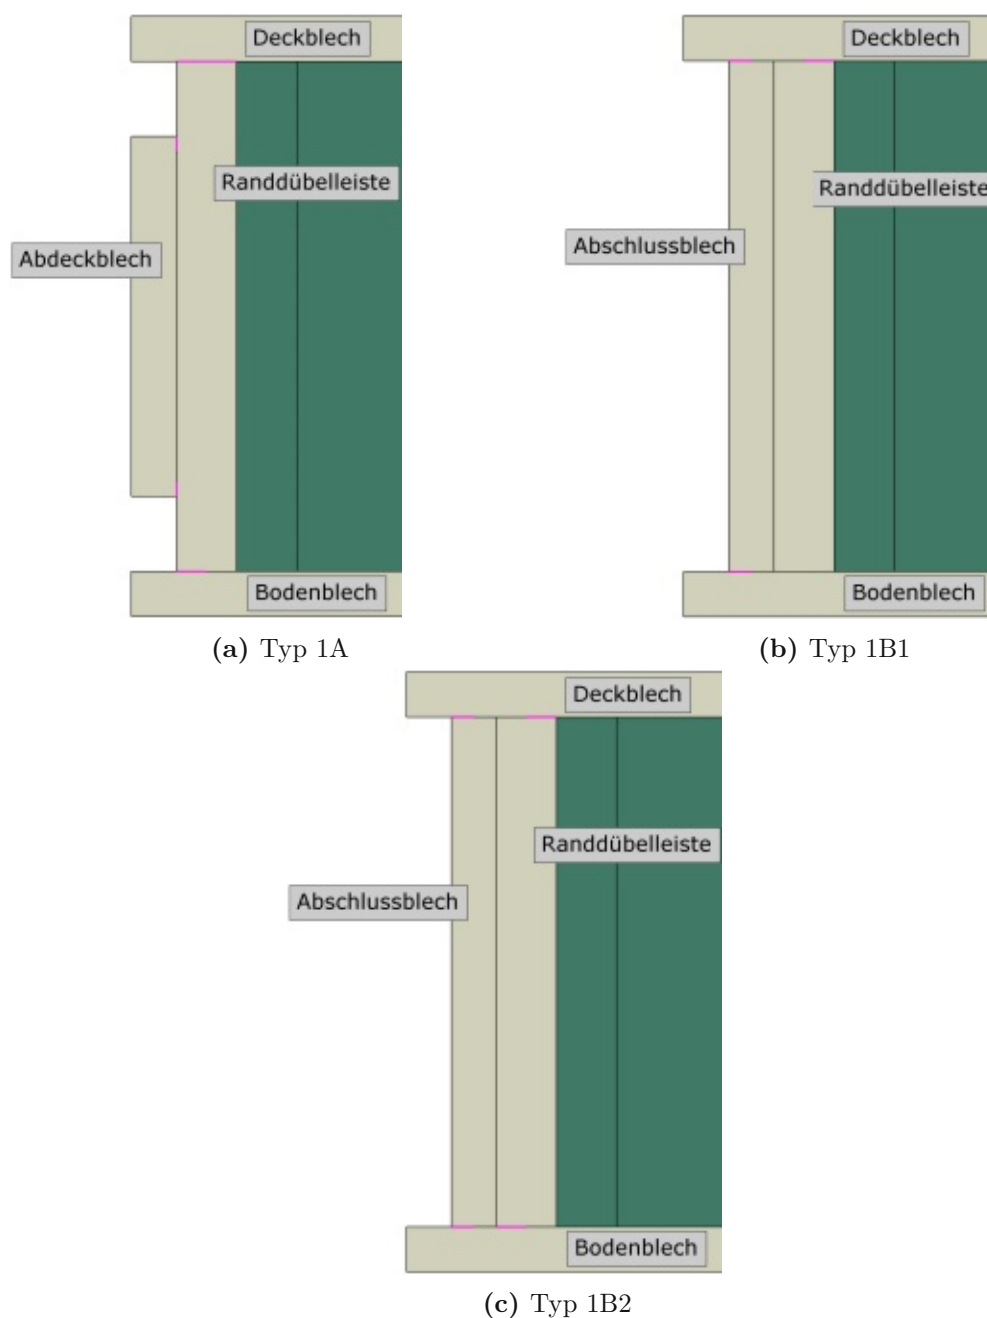 Deckblech
Randdübelleiste
Abdeckblech
Bodenblech
(a) Typ 1A
Deckblech
Randdübelleiste
Abschlussblech
Bodenblech
(b) Typ 1B1
Deckblech
Randdübelleiste
Abschlussblech
Bodenblech
(c) Typ 1B2